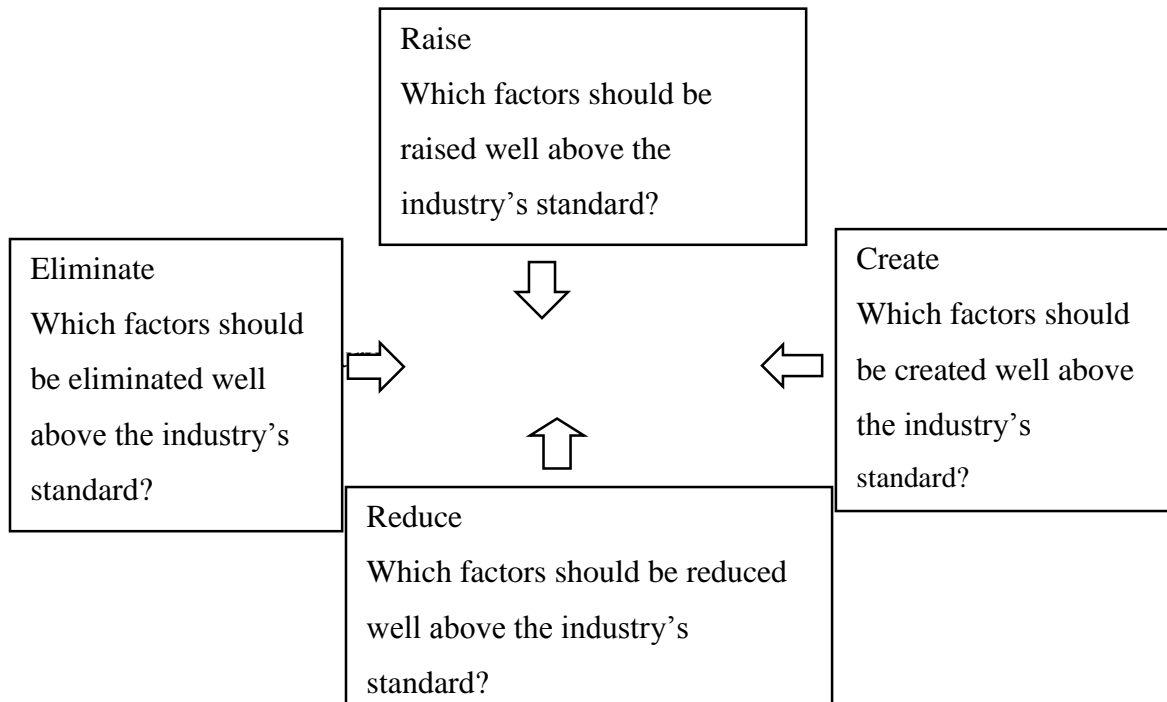 Raise
Which factors should be
raised well above the
industry’s standard?
Eliminate
Which factors should
be eliminated well
above the industry’s
standard?
Create
Which factors should
be created well above
the industry’s
standard?
Reduce
Which factors should be reduced
well above the industry’s
standard?